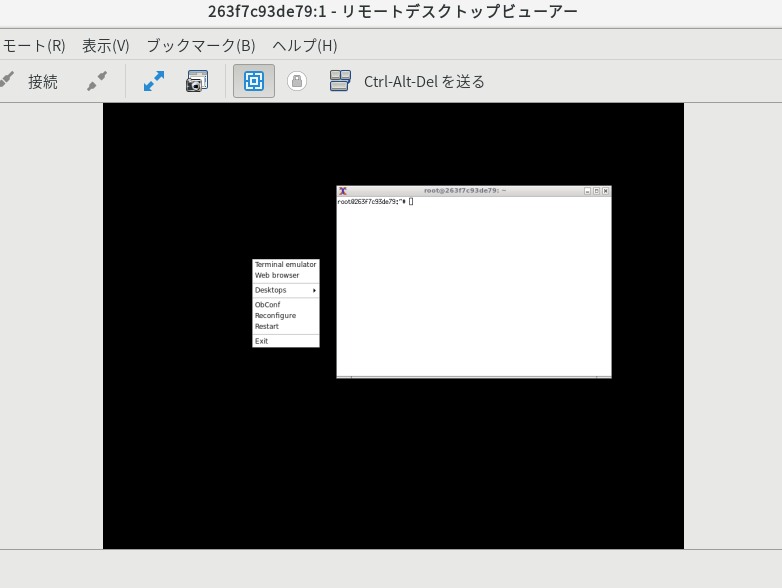 263f7c93de79:1 - リモートデスクトップビューアー
モート(R) 表示(V) ブックマーク(B) ヘルプ(H)
接続 Ctrl-Alt-Del を送る
root@263f7c93de79: ~
root@263f7c93de79:~#
Terminal emulator
Web browser
Desktops
ObConf
Reconfigure
Restart
Exit